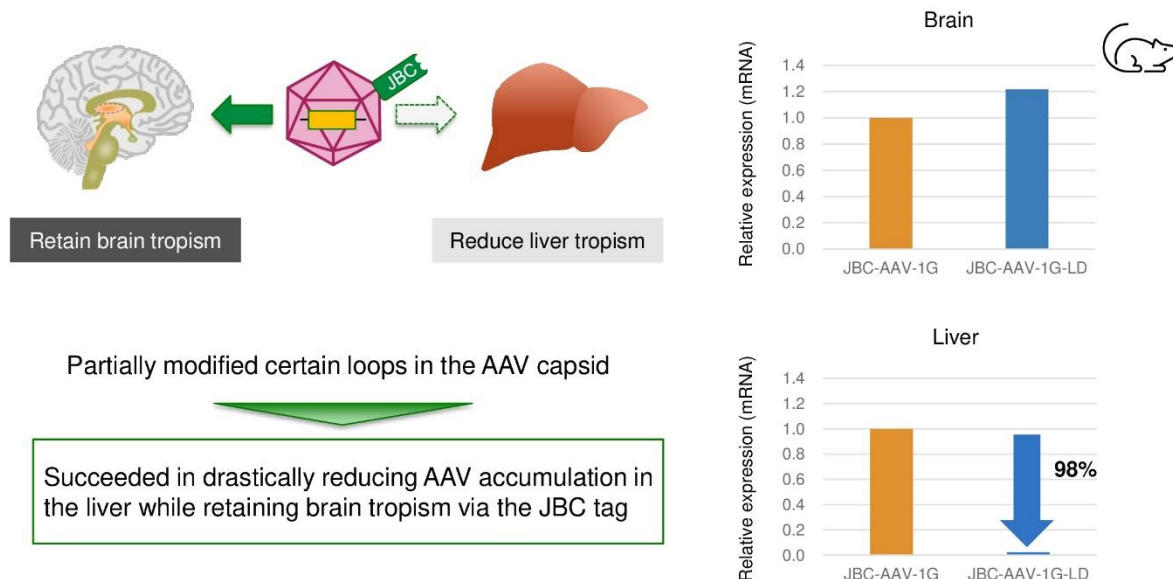 JBC
Retain brain tropism
Reduce liver tropism
Partially modified certain loops in the AAV capsid
Succeeded in drastically reducing AAV accumulation in
the liver while retaining brain tropism via the JBC tag
Brain
Relative expression (mRNA)
1.4
1.2
1.0
0.8
0.6
0.4
0.2
0.0
JBC-AAV-1G
JBC-AAV-1G-LD
Liver
Relative expression (mRNA)
1.4
1.2
1.0
0.8
0.6
0.4
0.2
0.0
98%
JBC-AAV-1G
JBC-AAV-1G-LD